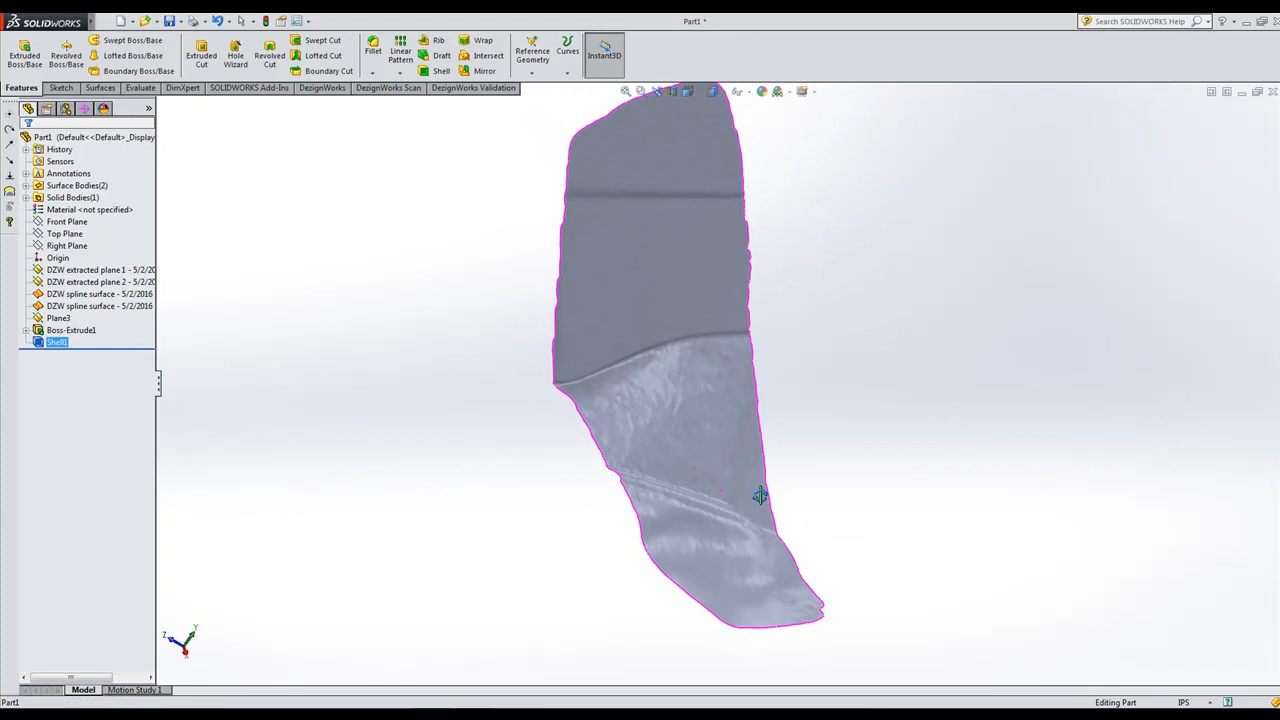 SOLIDWORKS
Part1 *
Search SOLIDWORKS Help
Extruded Boss/Base
Revolved Boss/Base
Swept Boss/Base
Lofted Boss/Base
Boundary Boss/Base
Extruded Cut
Hole Wizard
Revolved Cut
Swept Cut
Lofted Cut
Boundary Cut
Fillet
Linear Pattern
Rib
Draft
Shell
Wrap
Intersect
Mirror
Reference Geometry
Curves
Instant3D
Features Sketch Surfaces Evaluate DimXpert SOLIDWORKS Add-Ins DezignWorks DezignWorks Scan DezignWorks Validation
Part1 (Default<<Default>_Display
History
Sensors
Annotations
Surface Bodies(2)
Solid Bodies(1)
Material <not specified>
Front Plane
Top Plane
Right Plane
Origin
DZW extracted plane 1 - 5/2/20
DZW extracted plane 2 - 5/2/20
DZW spline surface - 5/2/2016
DZW spline surface - 5/2/2016
Plane3
Boss-Extrude1
Shell1
Z
Y
X
Model Motion Study 1
Part1
Editing Part
IPS